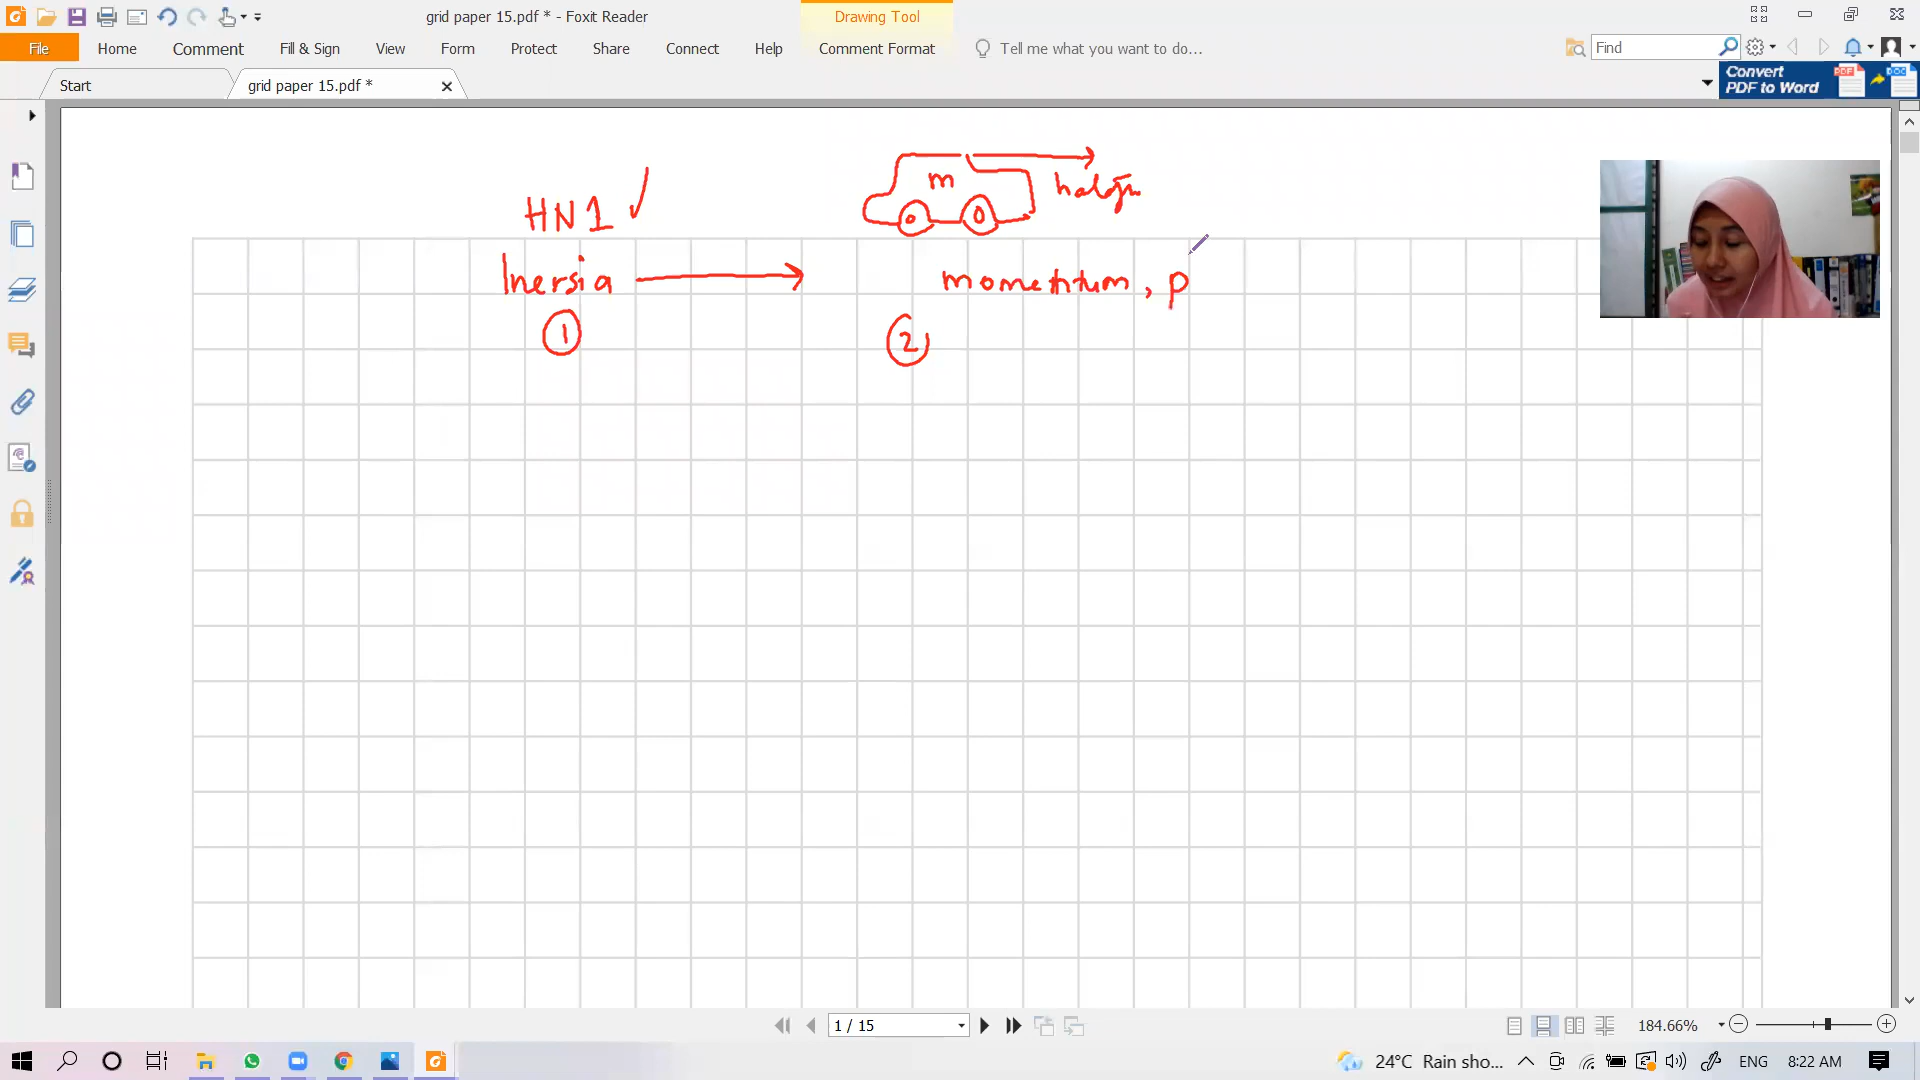 grid paper 15.pdf * - Foxit Reader
Drawing Tool
File
Home
Comment
Fill & Sign
View
Form
Protect
Share
Connect
Help
Comment Format
Tell me what you want to do...
Find
Start
grid paper 15.pdf *
Convert
PDF to Word
PDF
DOC
m
HN1 ✓
Inersia → momentum, p
1
2
1 / 15
184.66%
24°C Rain sho...
ENG
8:22 AM